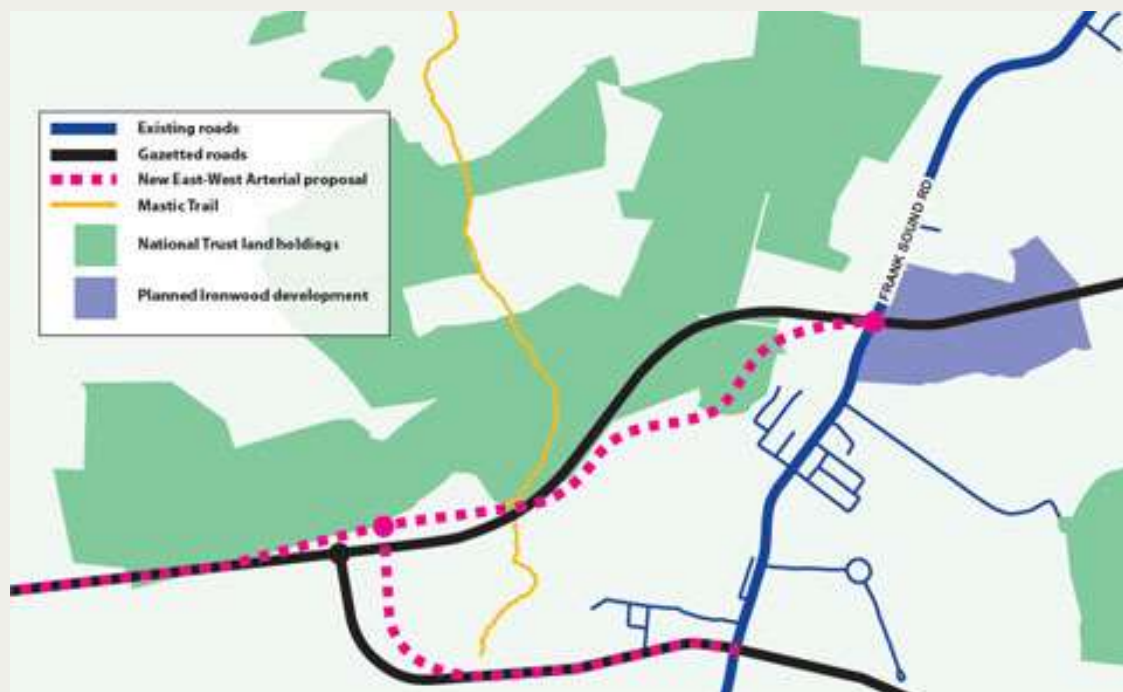 Existing roads
Gazetted roads
New East-West Arterial proposal
Mastic Trail
National Trust land holdings
Planned Ironwood development
FRANK SOUND RD